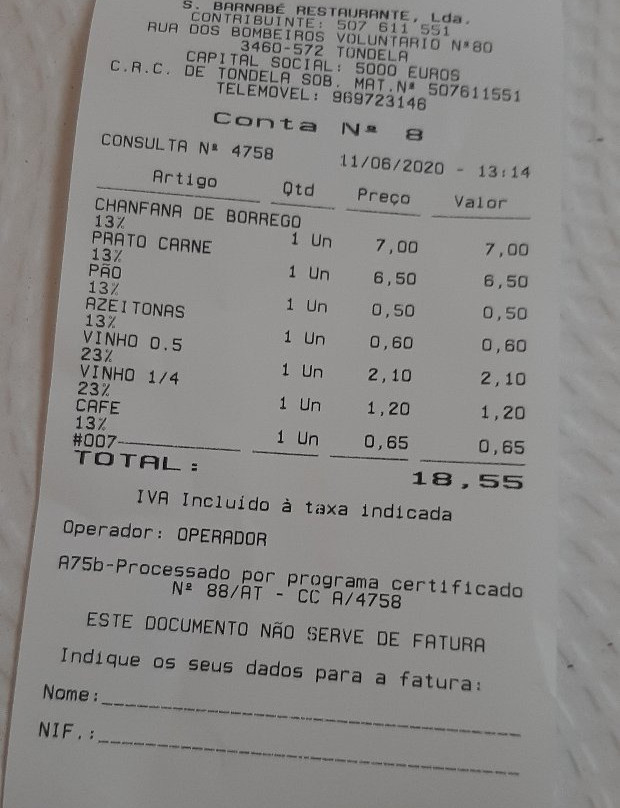 S. BARNABÉ RESTAURANTE, Lda.
CONTRIBUINTE: 507 611 551
RUA DOS BOMBEIROS VOLUNTARIO Nº80
3460-572 TONDELA
CAPITAL SOCIAL: 5000 EUROS
C.R.C. DE TONDELA SOB. MAT.Nº 507611551
TELEMOVEL: 969723146
Conta Nº 8
CONSULTA Nº 4758 11/06/2020 - 13:14
Artigo Qtd Preço Valor
CHANFANA DE BORREGO
13% 1 Un 7,00 7,00
PRATO CARNE
13% 1 Un 6,50 6,50
PÃO
13% 1 Un 0,50 0,50
AZEITONAS
13% 1 Un 0,60 0,60
VINHO 0.5
23% 1 Un 2,10 2,10
VINHO 1/4
23% 1 Un 1,20 1,20
CAFE
13% 1 Un 0,65 0,65
#007
TOTAL: 18,55
IVA Incluido à taxa indicada
Operador: OPERADOR
A75b-Processado por programa certificado
Nº 88/AT - CC A/4758
ESTE DOCUMENTO NÃO SERVE DE FATURA
Indique os seus dados para a fatura:
Nome:
NIF.: